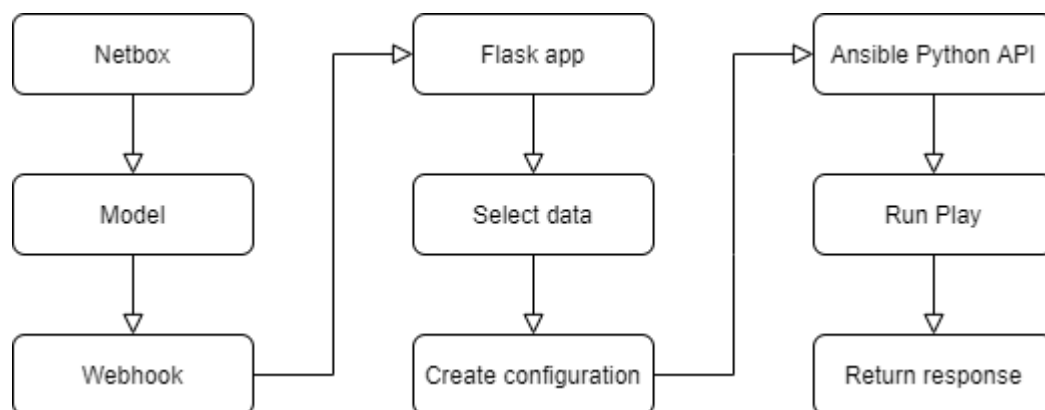 Netbox
Model
Webhook
Flask app
Select data
Create configuration
Ansible Python API
Run Play
Return response